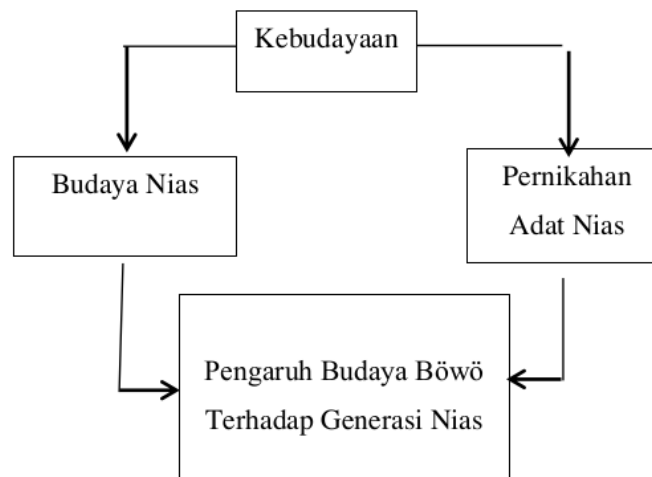 Kebudayaan
Budaya Nias
Pernikahan
Adat Nias
Pengaruh Budaya Böwö
Terhadap Generasi Nias